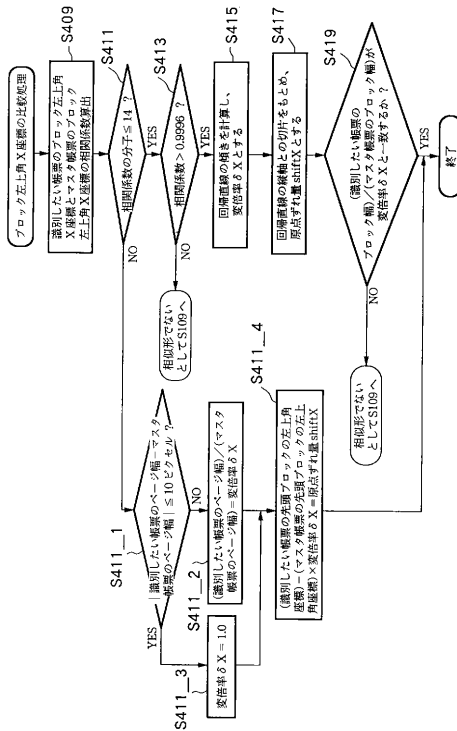 ブロック左上角X座標の比較処理
S409
識別したい帳票のブロック左上角
X座標とマスタ帳票のブロック
左上角X座標の相関係数算出
S411
相関係数の分子≦14 ?
YES
NO
S413
相関係数>0.9996 ?
YES
NO
相似形でない
としてS109へ
S415
回帰直線の傾きを計算し、
変倍率δXとする
S417
回帰直線の縦軸との切片をもとめ、
原点ずれ量shiftXとする
S419
(識別したい帳票の
ブロック幅)/(マスタ帳票のブロック幅)が
変倍率δXと一致するか?
YES
NO
相似形でない
としてS109へ
終了
S411__1
|識別したい帳票のページ幅−マスタ
帳票のページ幅|≦10ピクセル?
YES
NO
S411__2
(識別したい帳票のページ幅)/(マスタ
帳票のページ幅)=変倍率δX
S411__3
変倍率δX=1.0
S411__4
(識別したい帳票の先頭ブロックの左上角
座標)−(マスタ帳票の先頭ブロックの左上
角座標)×変倍率δX=原点ずれ量shiftX